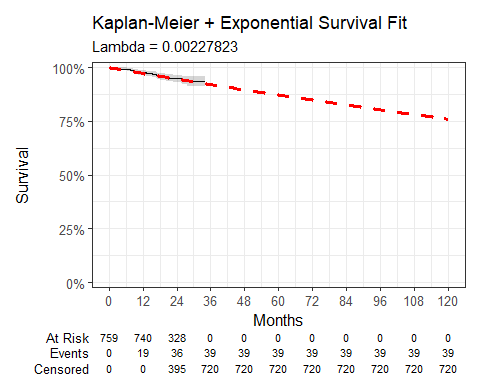 Kaplan-Meier + Exponential Survival Fit
Lambda = 0.00227823
100%
75%
50%
25%
0%
Survival
0 12 24 36 48 60 72 84 96 108 120
Months
At Risk 759 740 328 0 0 0 0 0 0 0 0
Events 0 19 36 39 39 39 39 39 39 39 39
Censored 0 0 395 720 720 720 720 720 720 720 720